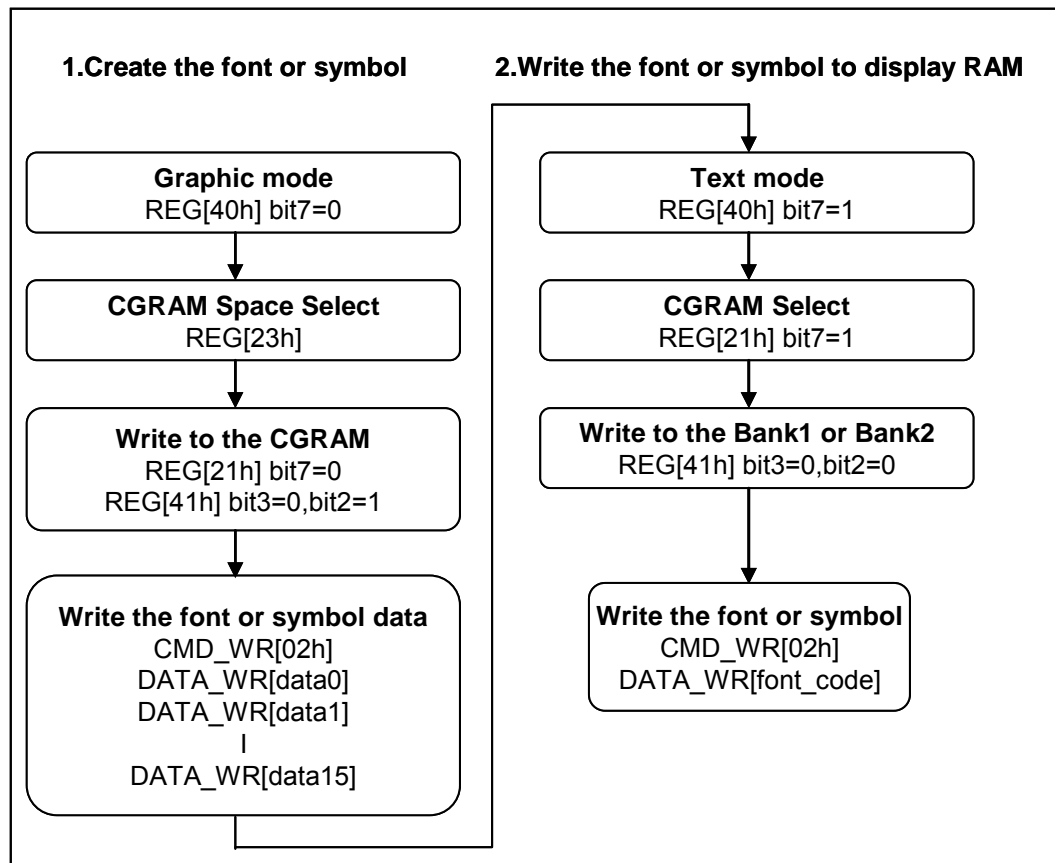 1.Create the font or symbol
Graphic mode
REG[40h] bit7=0
CGRAM Space Select
REG[23h]
Write to the CGRAM
REG[21h] bit7=0
REG[41h] bit3=0,bit2=1
Write the font or symbol data
CMD_WR[02h]
DATA_WR[data0]
DATA_WR[data1]
|
DATA_WR[data15]
2.Write the font or symbol to display RAM
Text mode
REG[40h] bit7=1
CGRAM Select
REG[21h] bit7=1
Write to the Bank1 or Bank2
REG[41h] bit3=0,bit2=0
Write the font or symbol
CMD_WR[02h]
DATA_WR[font_code]